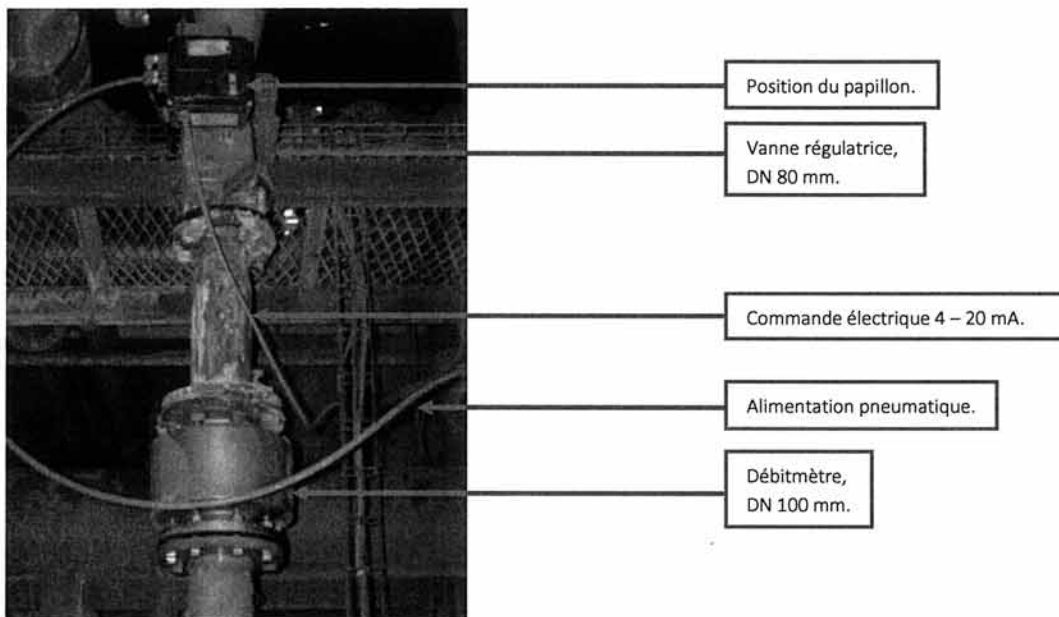 Position du papillon.
Vanne régulatrice,
DN 80 mm.
Commande électrique 4 – 20 mA.
Alimentation pneumatique.
Débitmètre,
DN 100 mm.